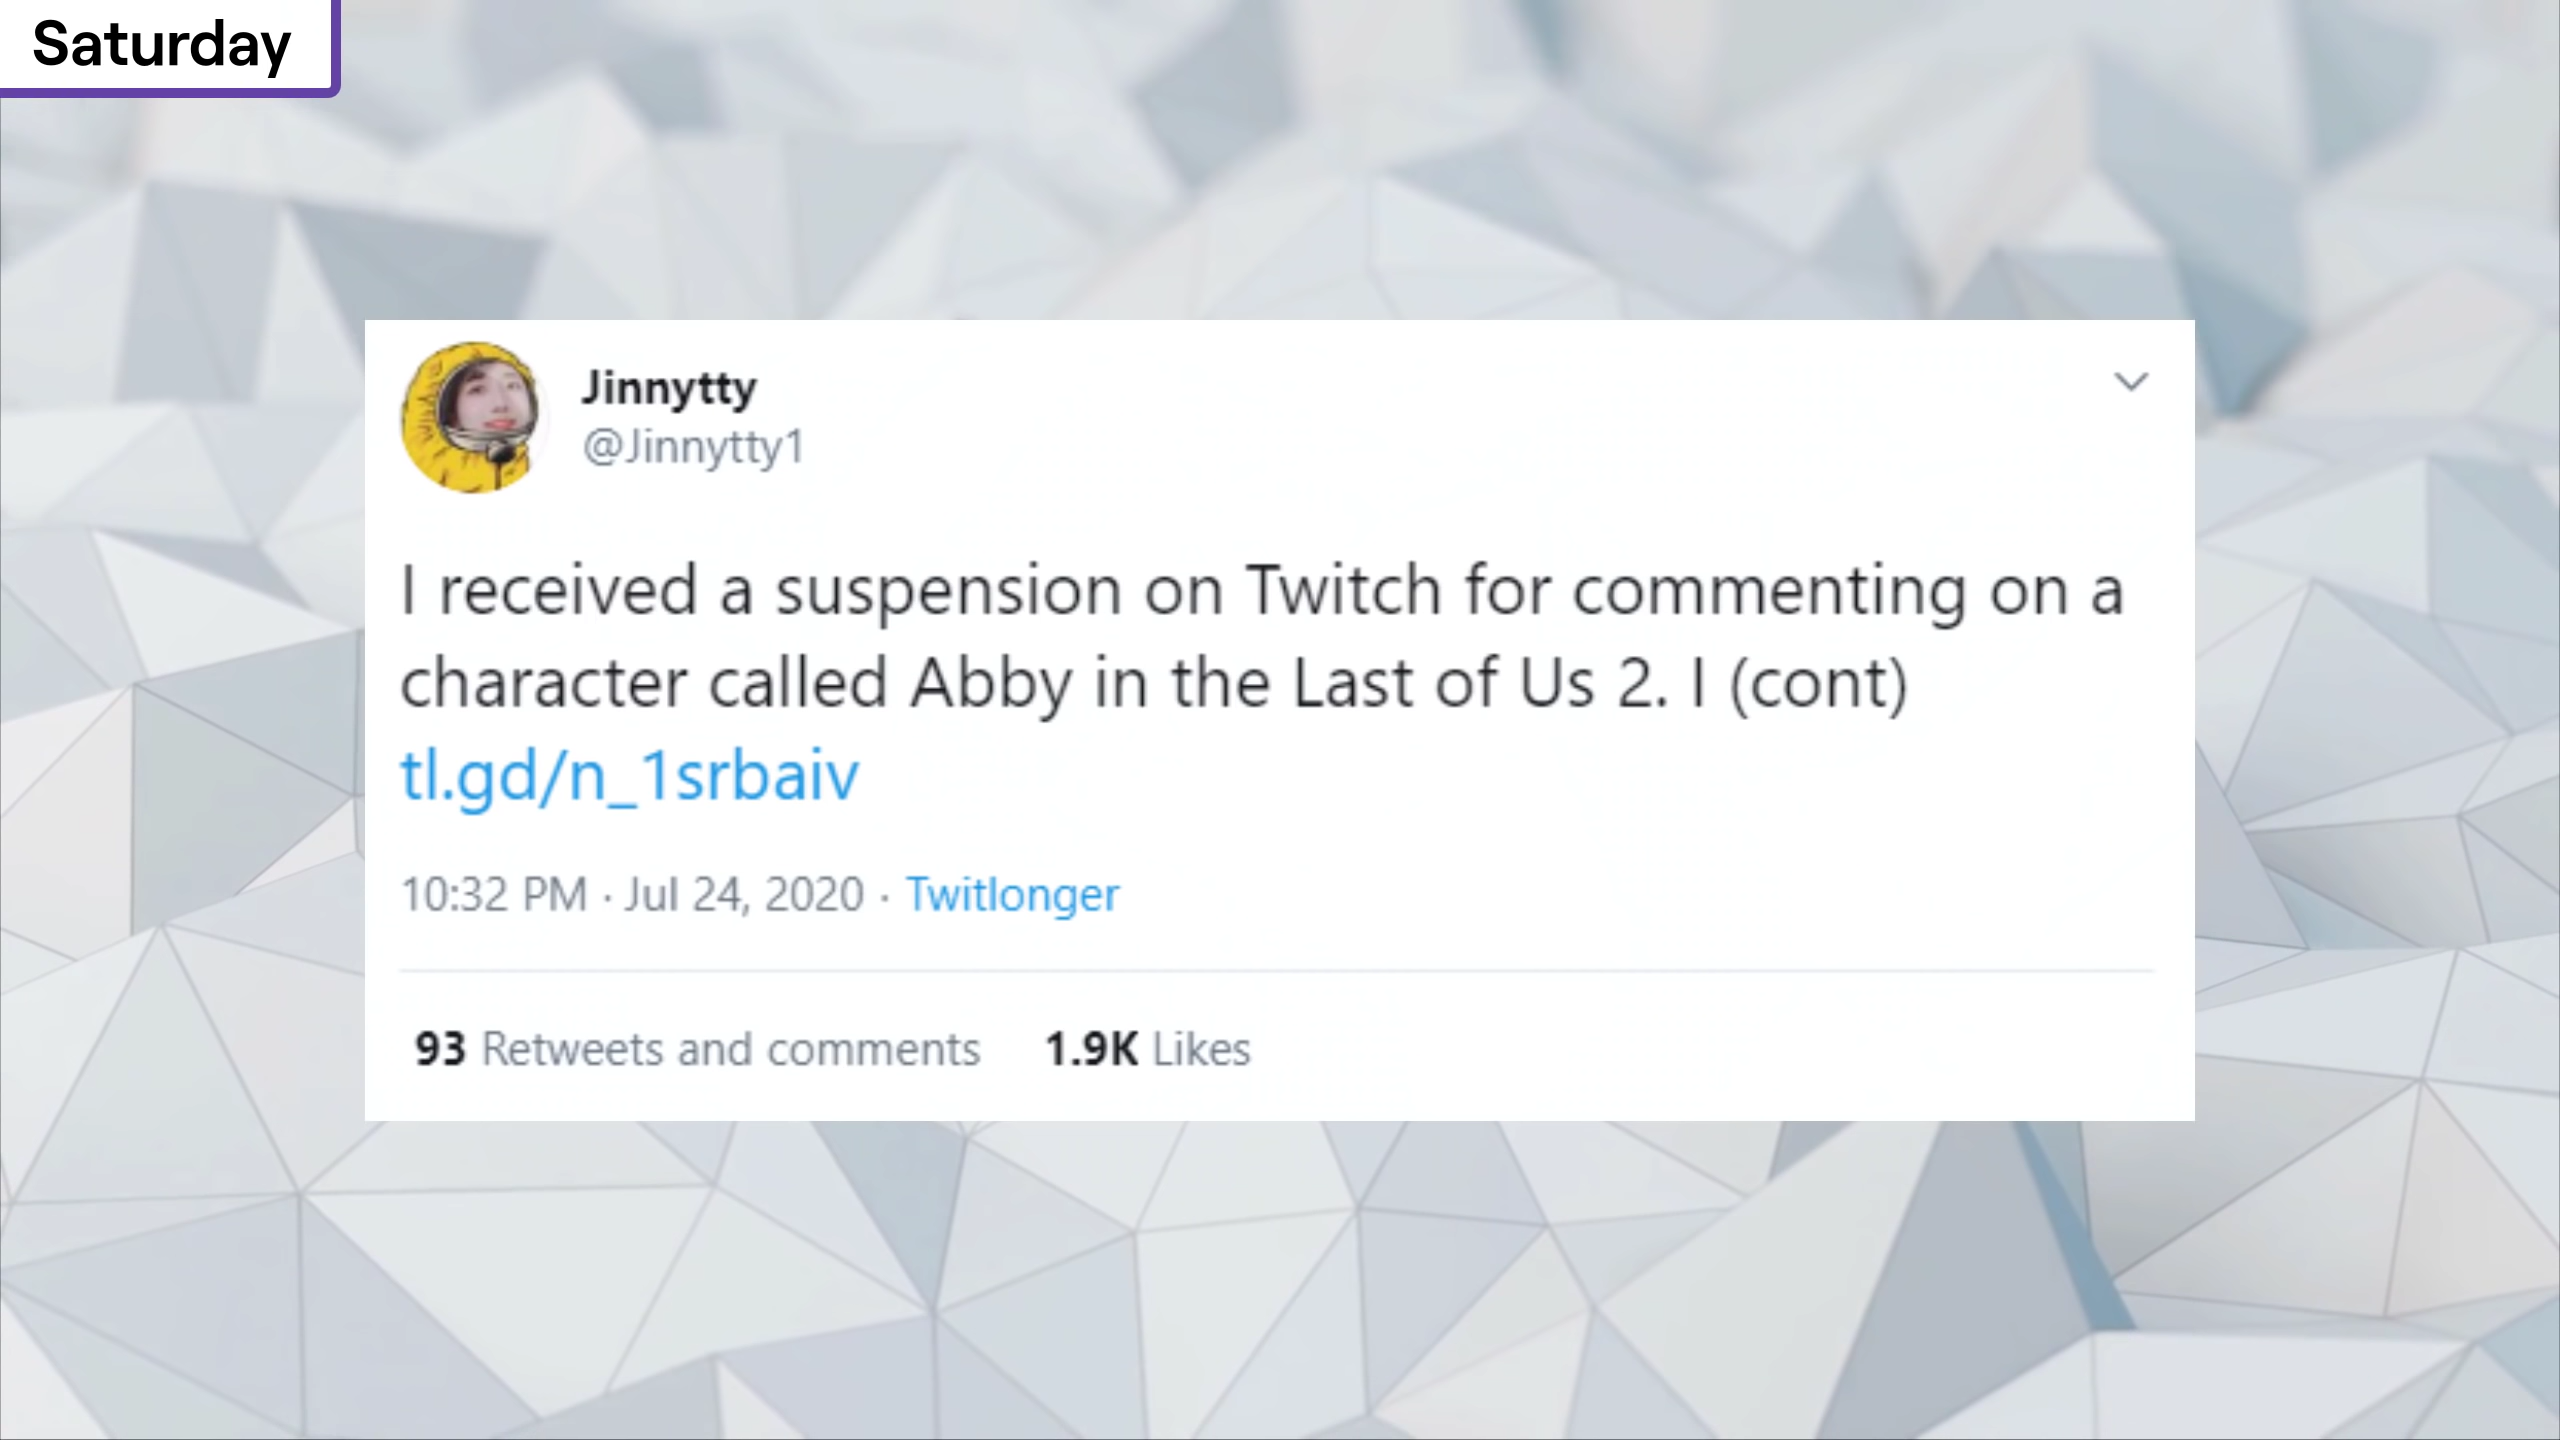 Saturday
Jinnytty
@Jinnytty1
I received a suspension on Twitch for commenting on a
character called Abby in the Last of Us 2. I (cont)
tl.gd/n_1srbaiv
10:32 PM · Jul 24, 2020 · Twitlonger
93 Retweets and comments 1.9K Likes